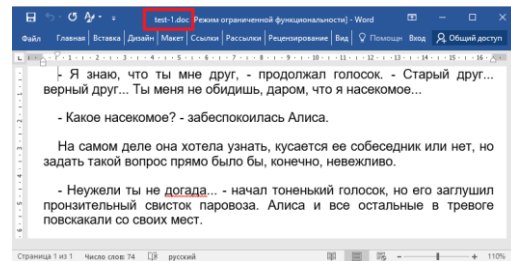 test-1.doc [Режим ограниченной функциональности] - Word
Файл Главная Вставка Дизайн Макет Ссылки Рассылки Рецензирование Вид Помощн Вход Общий доступ
- Я знаю, что ты мне друг, - продолжал голосок. - Старый друг...
верный друг... Ты меня не обидишь, даром, что я насекомое...
- Какое насекомое? - забеспокоилась Алиса.
На самом деле она хотела узнать, кусается ее собеседник или нет, но
задать такой вопрос прямо было бы, конечно, невежливо.
- Неужели ты не догада... - начал тоненький голосок, но его заглушил
пронзительный свисток паровоза. Алиса и все остальные в тревоге
повскакали со своих мест.
Страница 1 из 1 Число слов: 74 русский 110%